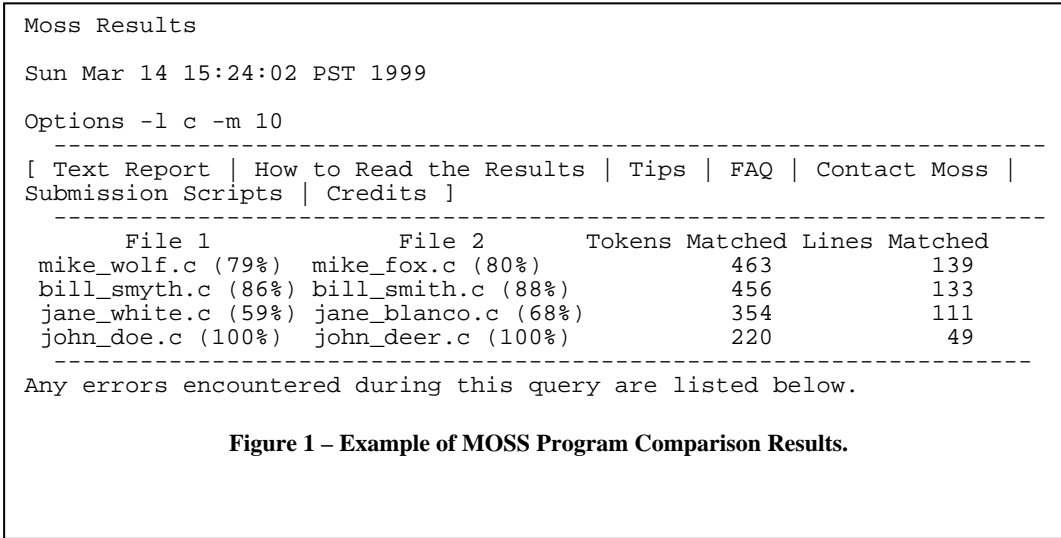 Moss Results
Sun Mar 14 15:24:02 PST 1999
Options -l c -m 10
--------------------------------------------------------------------
[ Text Report | How to Read the Results | Tips | FAQ | Contact Moss |
Submission Scripts | Credits ]
--------------------------------------------------------------------
File 1 File 2 Tokens Matched Lines Matched
mike_wolf.c (79%) mike_fox.c (80%) 463 139
bill_smyth.c (86%) bill_smith.c (88%) 456 133
jane_white.c (59%) jane_blanco.c (68%) 354 111
john_doe.c (100%) john_deer.c (100%) 220 49
-------------------------------------------------------------------
Any errors encountered during this query are listed below.
Figure 1 – Example of MOSS Program Comparison Results.